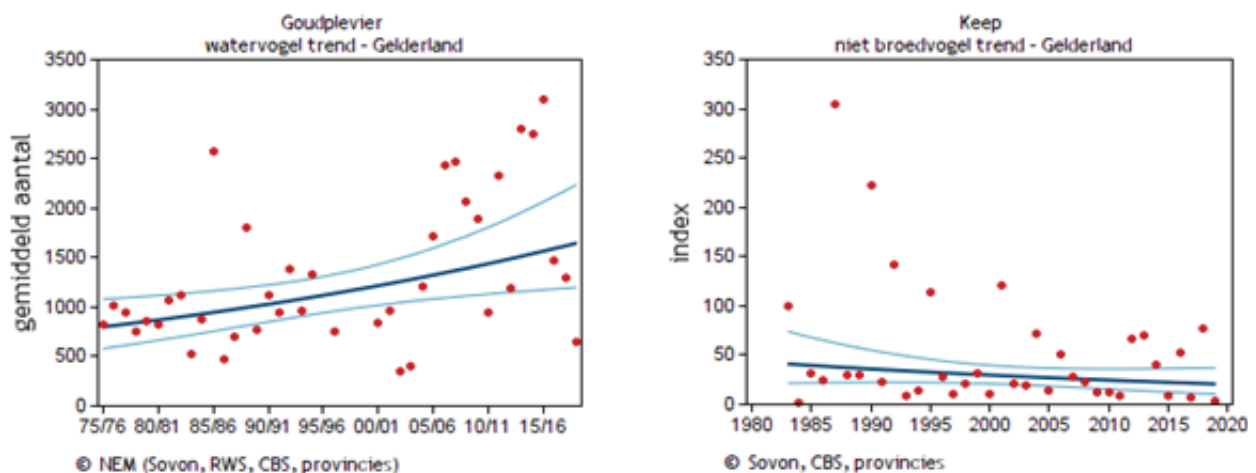 Goudplevier
watervogel trend - Gelderland
gemiddeld aantal
3500
3000
2500
2000
1500
1000
500
0
75/76 80/81 85/86 90/91 95/96 00/01 05/06 10/11 15/16
© NEM (Sovon, RWS, CBS, provincies)
Keep
niet broedvogel trend - Gelderland
index
350
300
250
200
150
100
50
0
1980 1985 1990 1995 2000 2005 2010 2015 2020
© Sovon, CBS, provincies